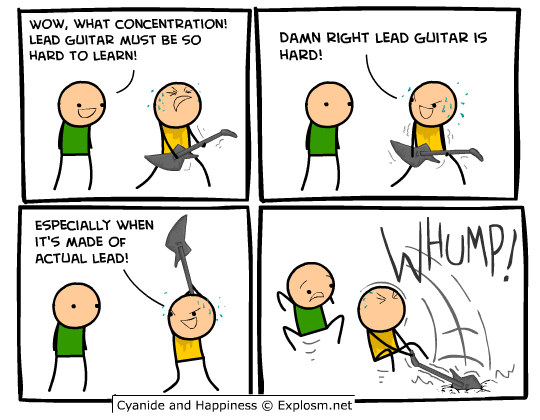 WOW, WHAT CONCENTRATION!
LEAD GUITAR MUST BE SO
HARD TO LEARN!
DAMN RIGHT LEAD GUITAR IS
HARD!
ESPECIALLY WHEN
IT'S MADE OF
ACTUAL LEAD!
WHUMP!
Cyanide and Happiness © Explosm.net